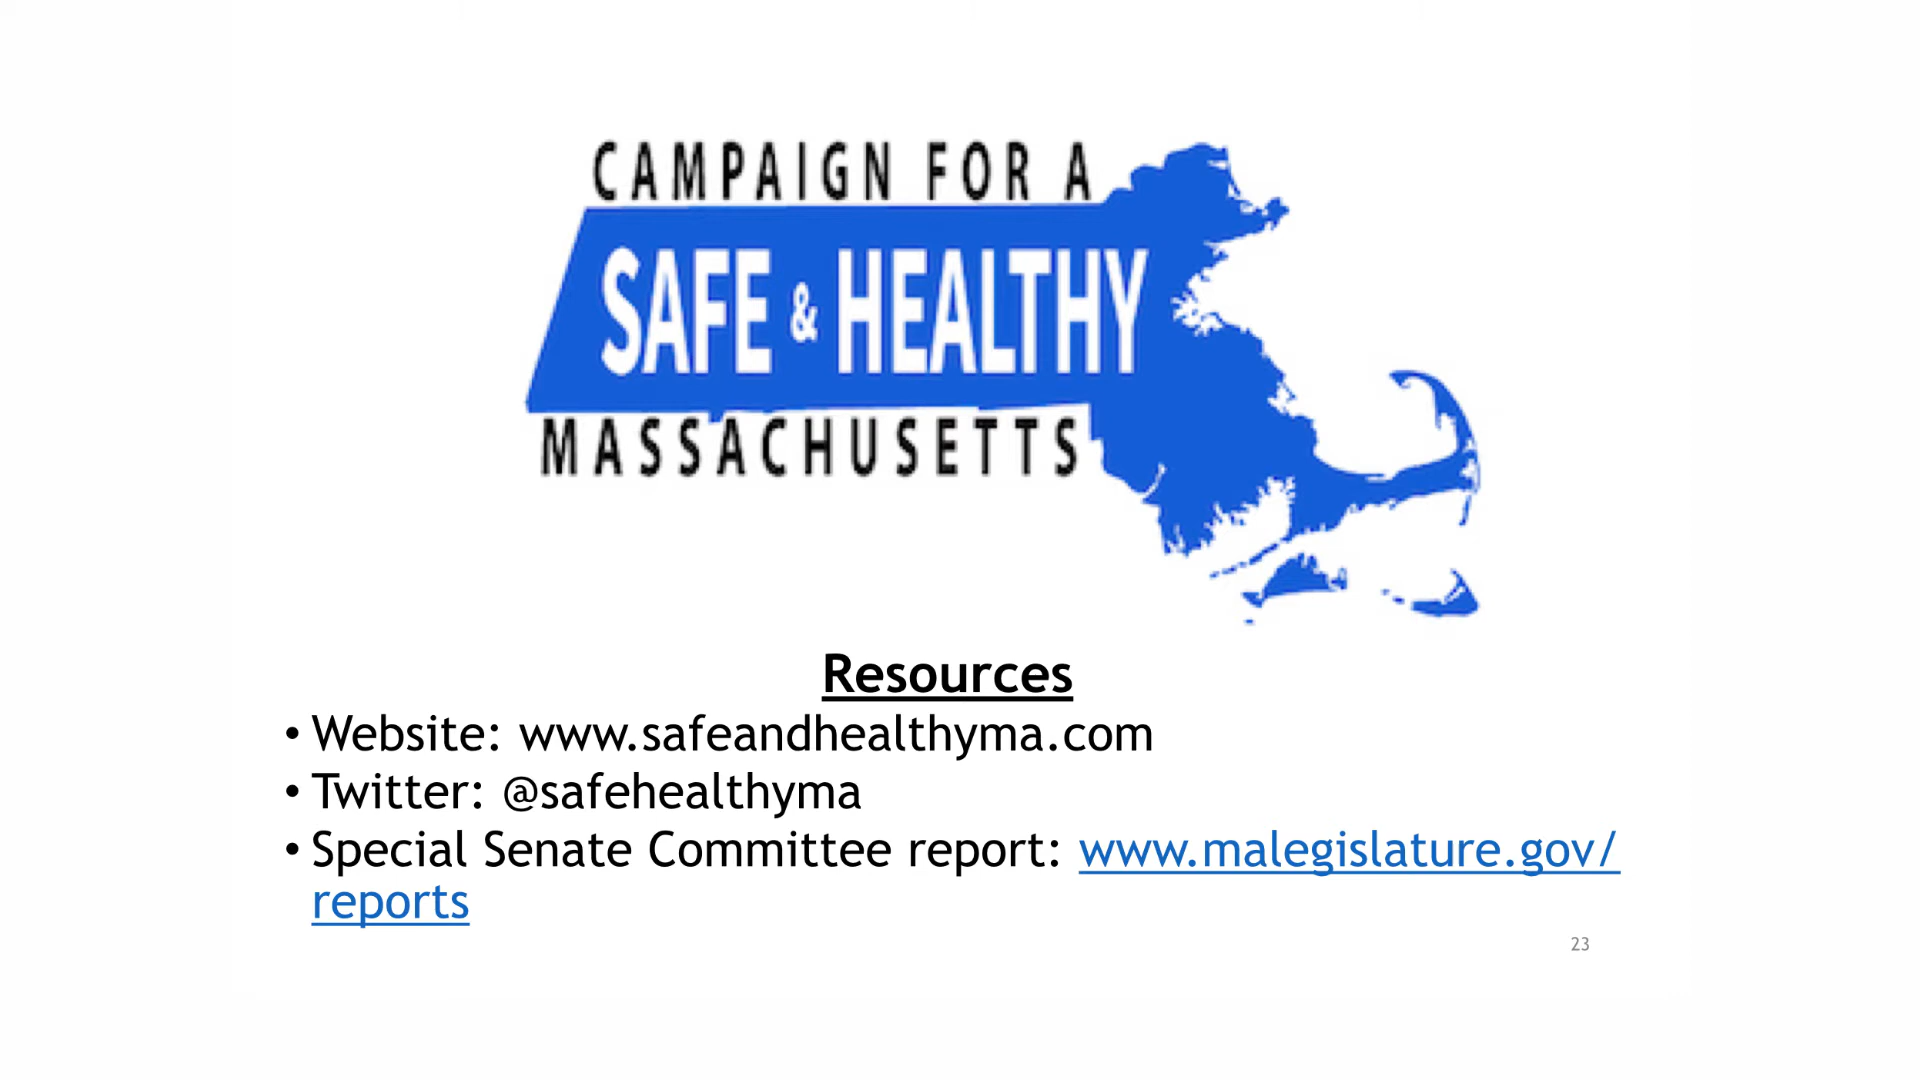 CAMPAIGN FOR A
SAFE & HEALTHY
MASSACHUSETTS
Resources
• Website: www.safeandhealthyma.com
• Twitter: @safehealthyma
• Special Senate Committee report: www.malegislature.gov/
reports
23